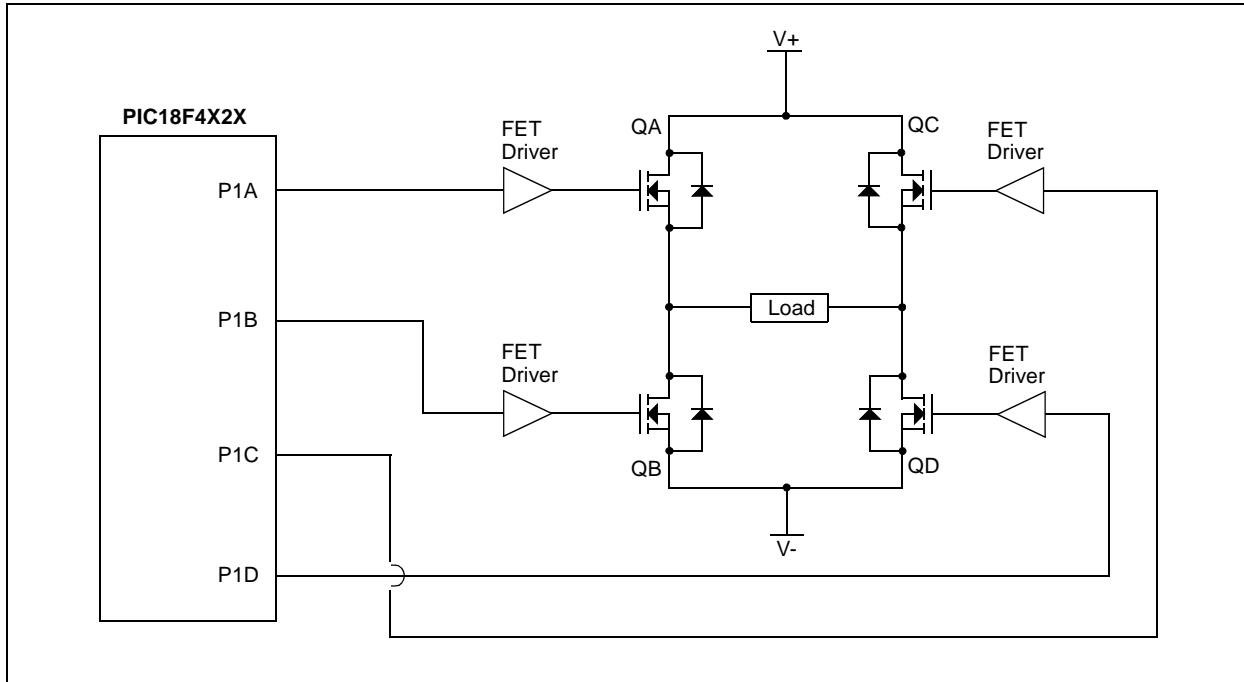 V+
PIC18F4X2X
FET
Driver
QA
QC
FET
Driver
P1A
P1B
Load
FET
Driver
FET
Driver
P1C
QB
QD
V-
P1D